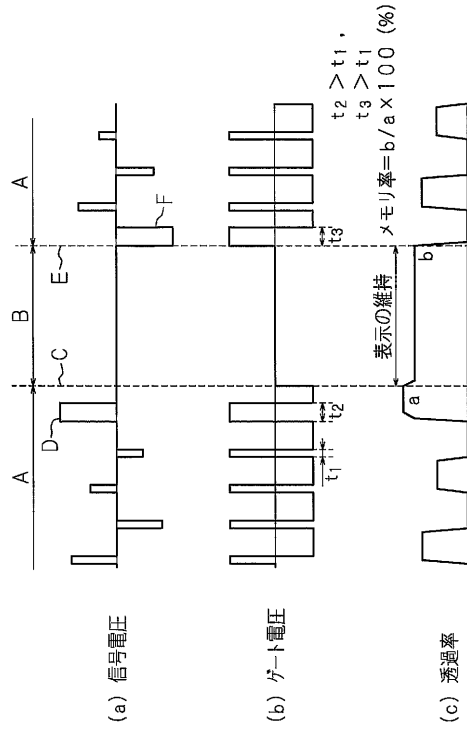 A
B
A
C
E
D
F
(a) 信号電圧
(b) ゲート電圧
t1
t2
t3
t2>t1,
t3>t1
メモリ率=b/a×100 (%)
表示の維持
a
b
(c) 透過率